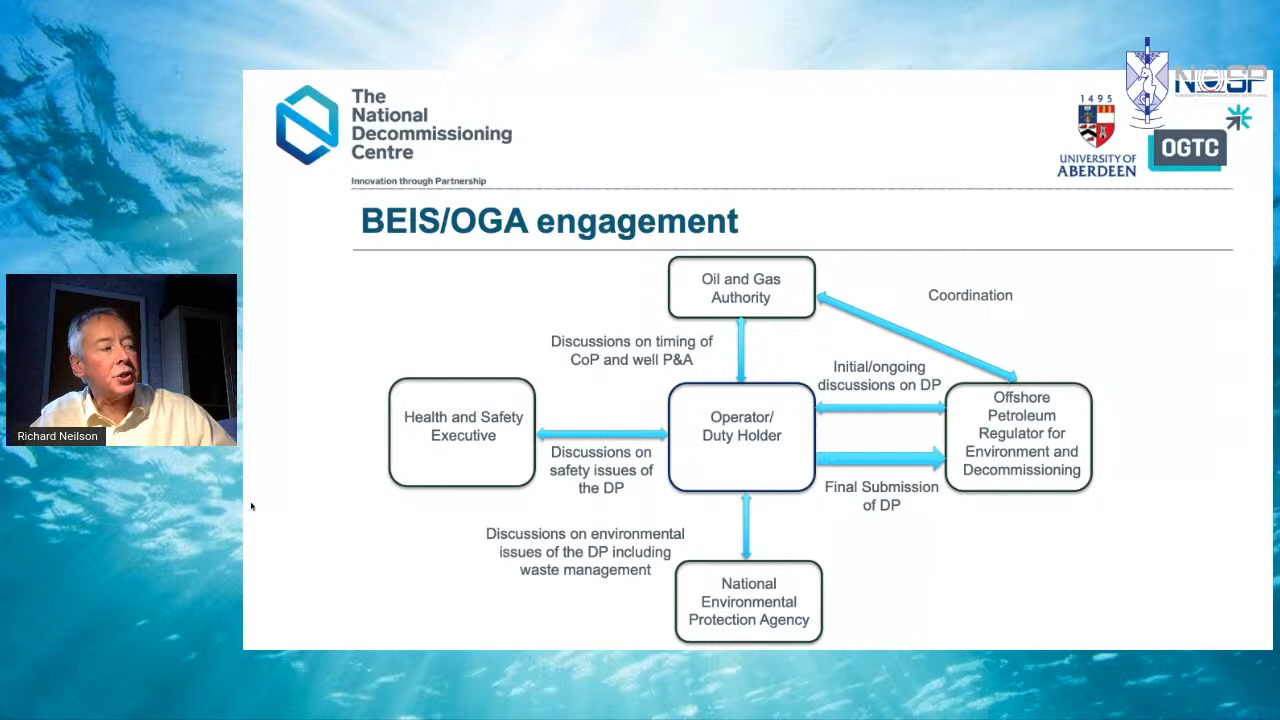 The
National
Decommissioning
Centre
Innovation through Partnership
1495
UNIVERSITY OF
ABERDEEN
OGTC
BEIS/OGA engagement
Oil and Gas
Authority
Coordination
Discussions on timing of
CoP and well P&A
Initial/ongoing
discussions on DP
Health and Safety
Executive
Operator/
Duty Holder
Offshore
Petroleum
Regulator for
Environment and
Decommissioning
Discussions on
safety issues of
the DP
Final Submission
of DP
Discussions on environmental
issues of the DP including
waste management
National
Environmental
Protection Agency
Richard Neilson